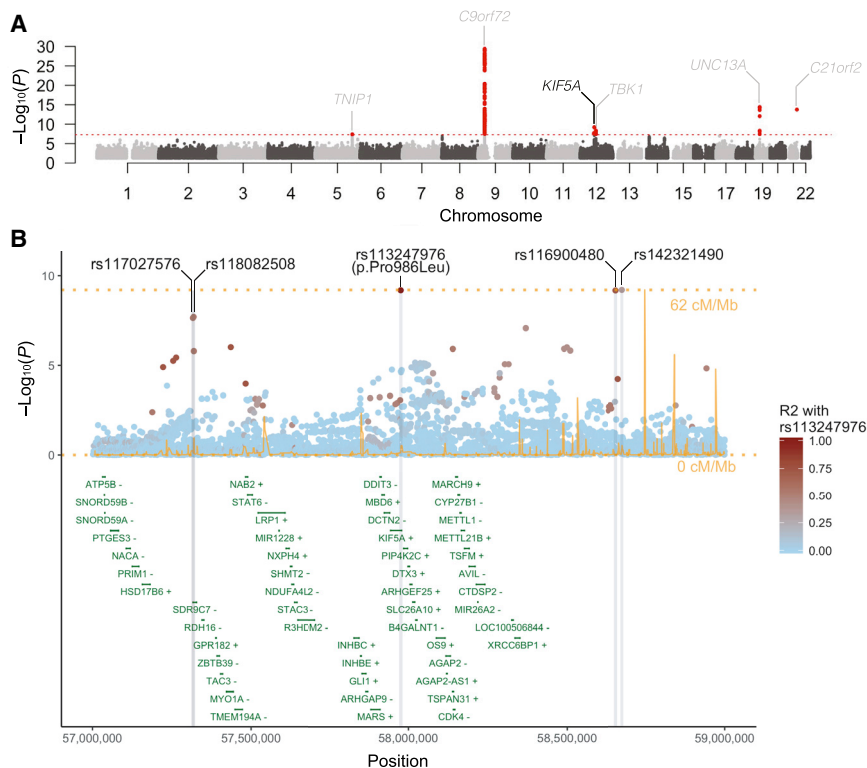 A
C9orf72
TNIP1
KIF5A
TBK1
UNC13A
C21orf2
−Log10(P)
30
25
20
15
10
5
0
1 2 3 4 5 6 7 8 9 10 11 12 13 15 17 19 22
Chromosome
B
rs117027576 rs118082508
rs113247976
(p.Pro986Leu)
rs116900480 rs142321490
62 cM/Mb
0 cM/Mb
−Log10(P)
10
5
0
R2 with
rs113247976
1.00
0.75
0.50
0.25
0.00
ATP5B - NAB2 + DDIT3 - MARCH9 +
SNORD59B - STAT6 - MBD6 + CYP27B1 -
SNORD59A - LRP1 + DCTN2 - METTL1 -
PTGES3 - MIR1228 + KIF5A + METTL21B +
NACA - NXPH4 + PIP4K2C + TSFM +
PRIM1 - SHMT2 - DTX3 + AVIL -
HSD17B6 + NDUFA4L2 - ARHGEF25 + CTDSP2 -
SDR9C7 - STAC3 - SLC26A10 + MIR26A2 -
RDH16 - R3HDM2 - B4GALNT1 - LOC100506844 -
GPR182 + INHBC + OS9 + XRCC6BP1 +
ZBTB39 - INHBE + AGAP2 -
TAC3 - GLI1 + AGAP2-AS1 +
MYO1A - ARHGAP9 - TSPAN31 +
TMEM194A - MARS + CDK4 -
57,000,000 57,500,000 58,000,000 58,500,000 59,000,000
Position